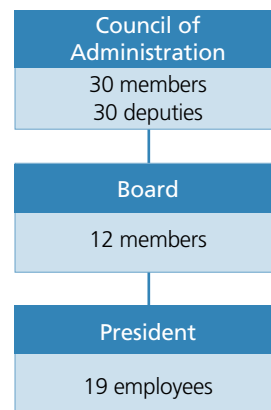 Council of
Administration
30 members
30 deputies
Board
12 members
President
19 employees